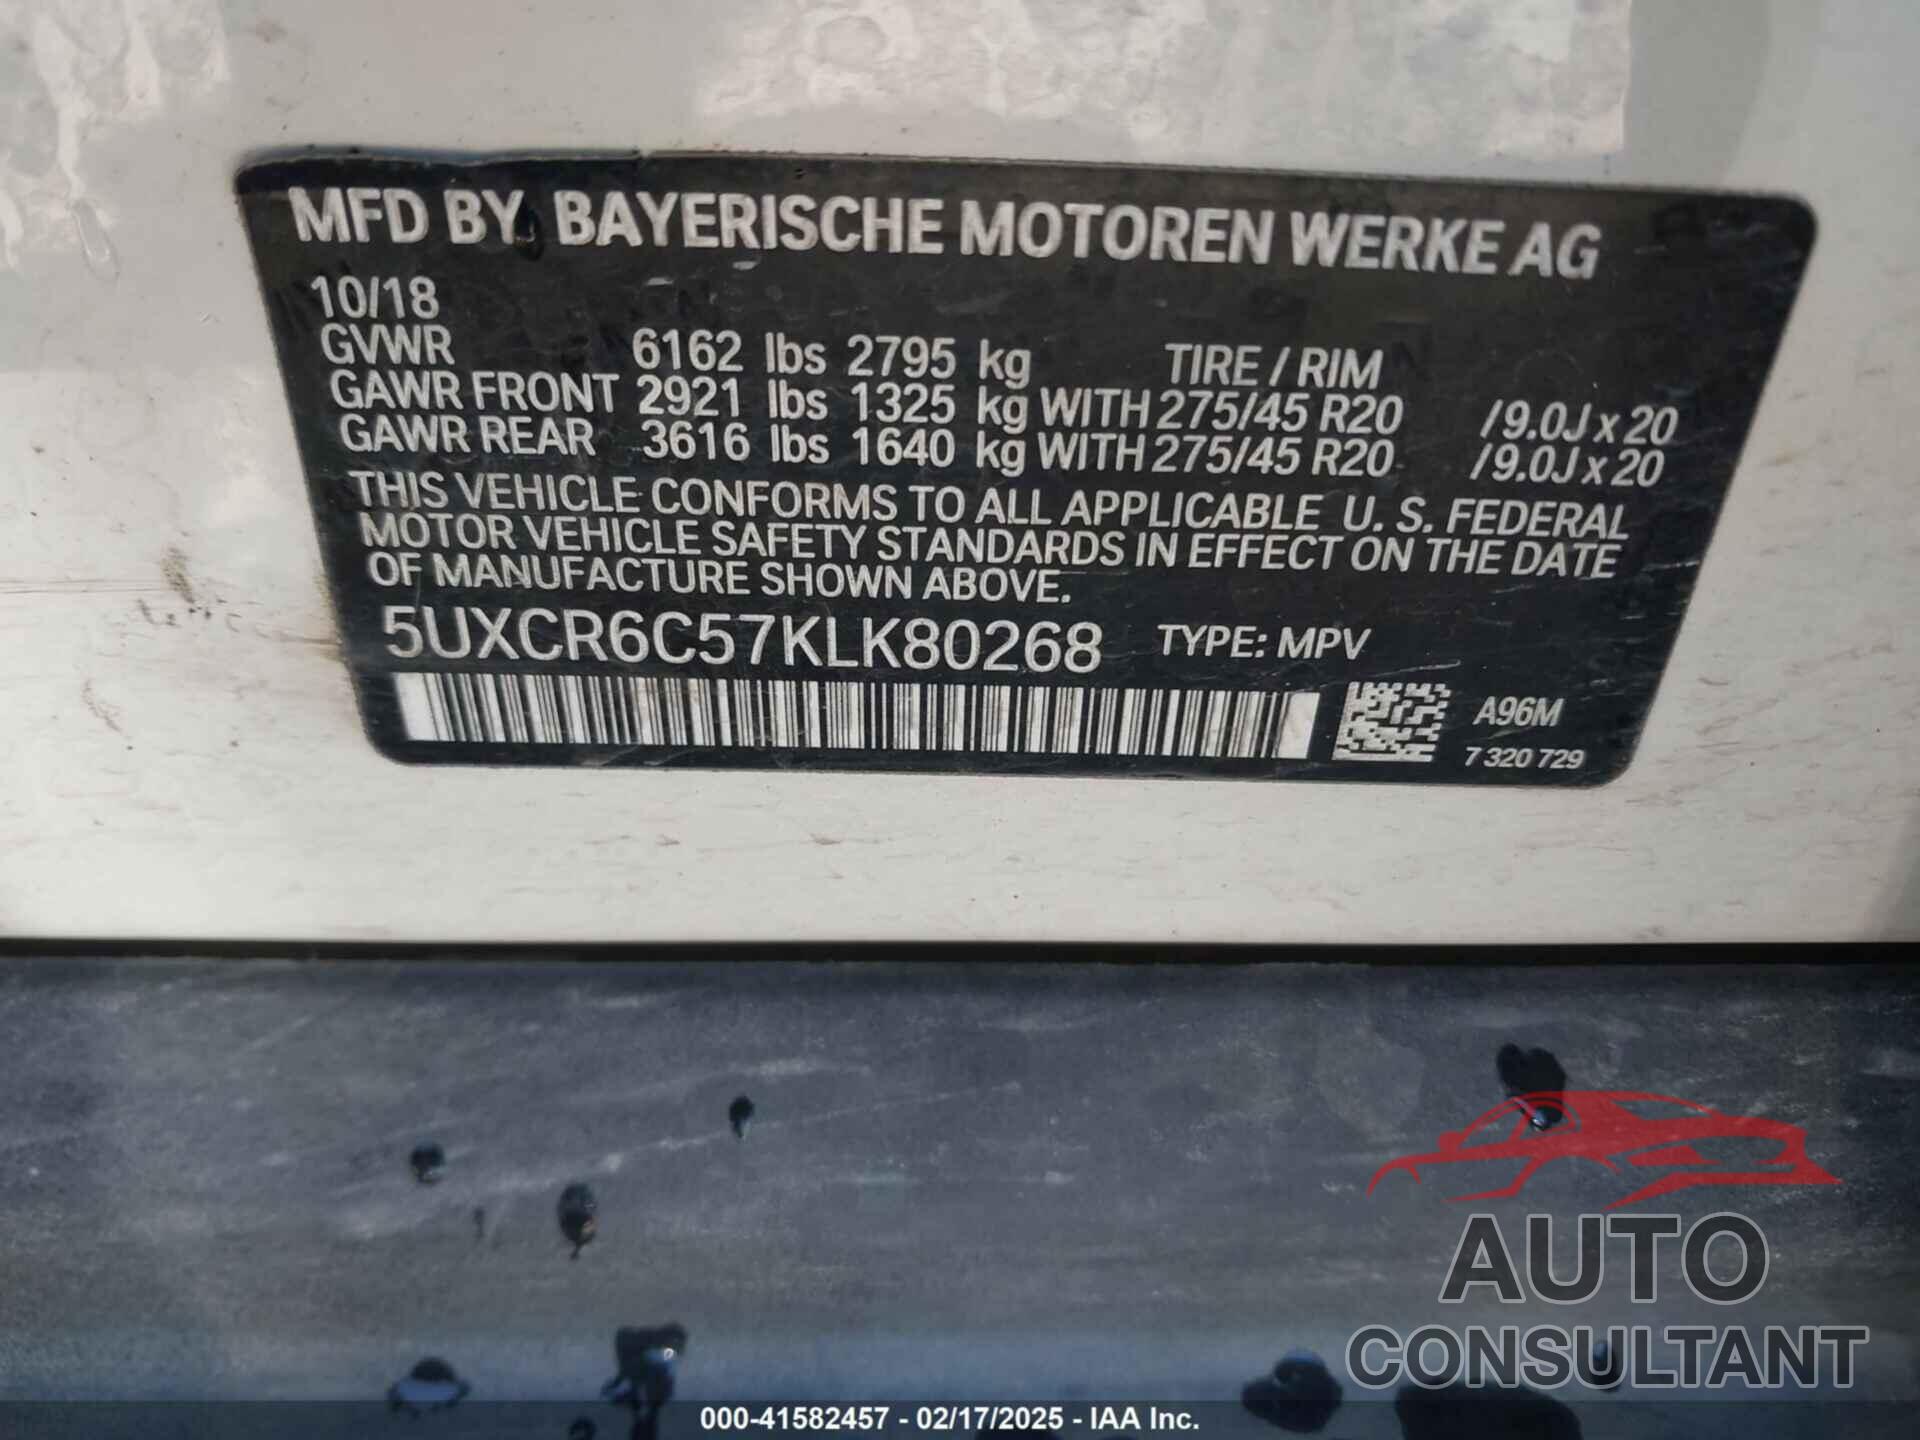 MFD BY BAYERISCHE MOTOREN WERKE AG
10/18
GVWR 6162 lbs 2795 kg TIRE / RIM
GAWR FRONT 2921 lbs 1325 kg WITH 275/45 R20 /9.0J x 20
GAWR REAR 3616 lbs 1640 kg WITH 275/45 R20 /9.0J x 20
THIS VEHICLE CONFORMS TO ALL APPLICABLE U. S. FEDERAL
MOTOR VEHICLE SAFETY STANDARDS IN EFFECT ON THE DATE
OF MANUFACTURE SHOWN ABOVE.
5UXCR6C57KLK80268 TYPE: MPV
A96M
7 320 729
AUTO
CONSULTANT
000-41582457 - 02/17/2025 - IAA Inc.